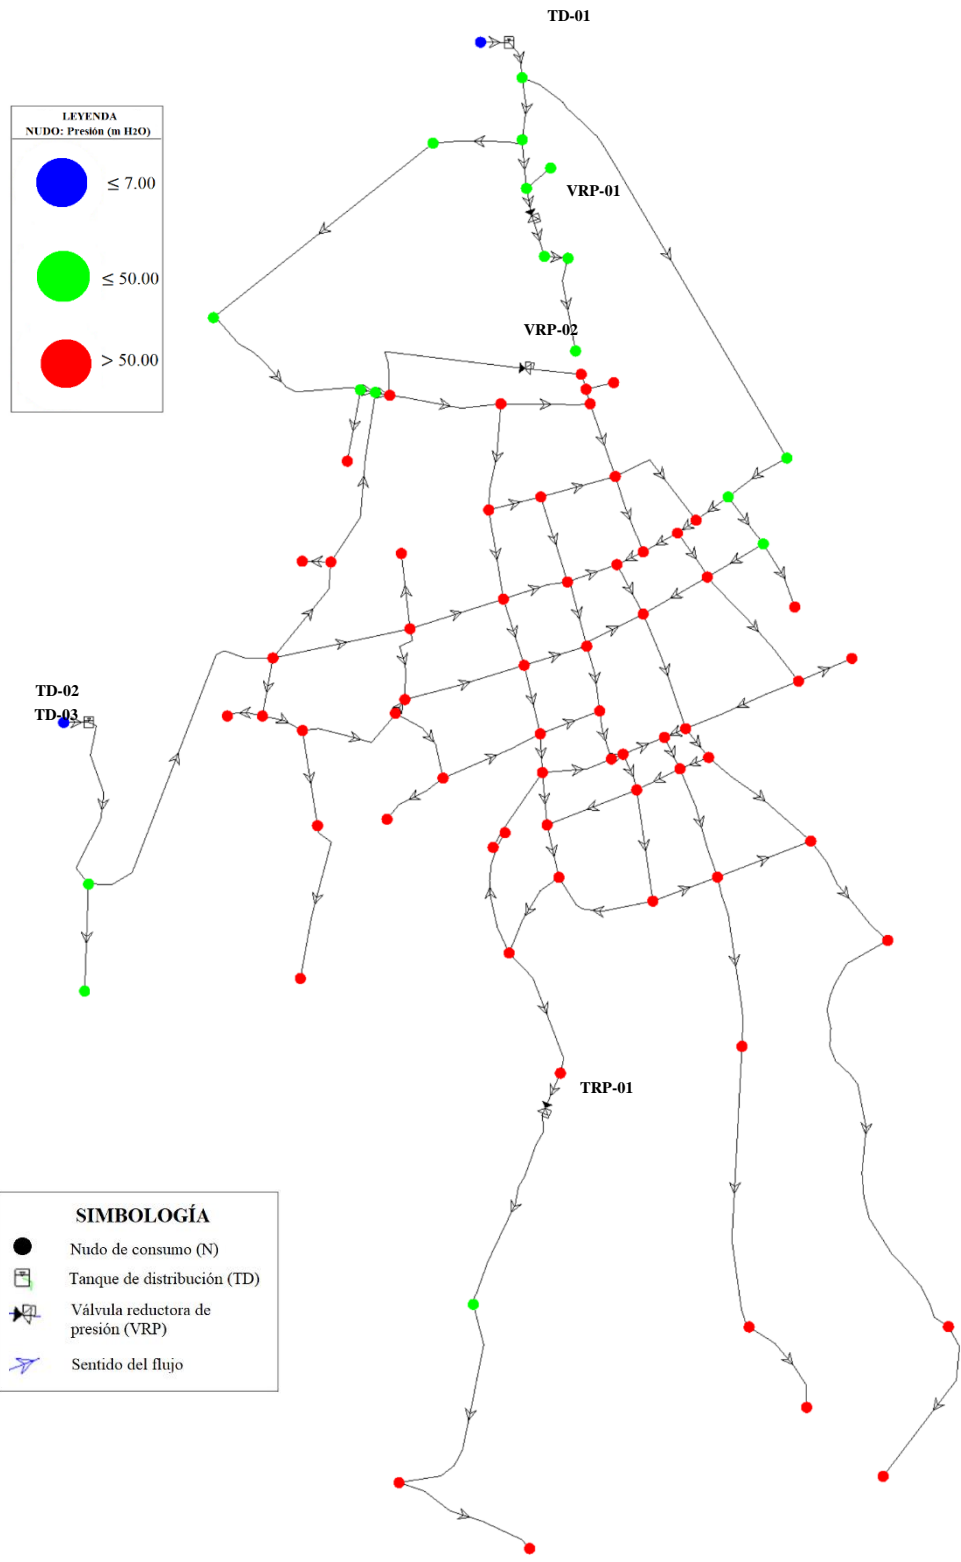 TD-01
LEYENDA
NUDO: Presión (m H2O)
≤ 7.00
≤ 50.00
> 50.00
VRP-01
VRP-02
TD-02
TD-03
TRP-01
SIMBOLOGÍA
Nudo de consumo (N)
Tanque de distribución (TD)
Válvula reductora de
presión (VRP)
Sentido del flujo